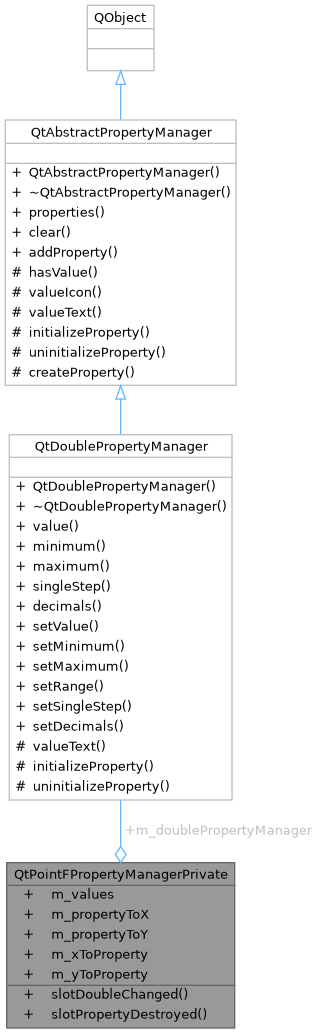 QObject
QtAbstractPropertyManager
+ QtAbstractPropertyManager()
+ ~QtAbstractPropertyManager()
+ properties()
+ clear()
+ addProperty()
# hasValue()
# valueIcon()
# valueText()
# initializeProperty()
# uninitializeProperty()
# createProperty()
QtDoublePropertyManager
+ QtDoublePropertyManager()
+ ~QtDoublePropertyManager()
+ value()
+ minimum()
+ maximum()
+ singleStep()
+ decimals()
+ setValue()
+ setMinimum()
+ setMaximum()
+ setRange()
+ setSingleStep()
+ setDecimals()
# valueText()
# initializeProperty()
# uninitializeProperty()
+m_doublePropertyManager
QtPointFPropertyManagerPrivate
+ m_values
+ m_propertyToX
+ m_propertyToY
+ m_xToProperty
+ m_yToProperty
+ slotDoubleChanged()
+ slotPropertyDestroyed()